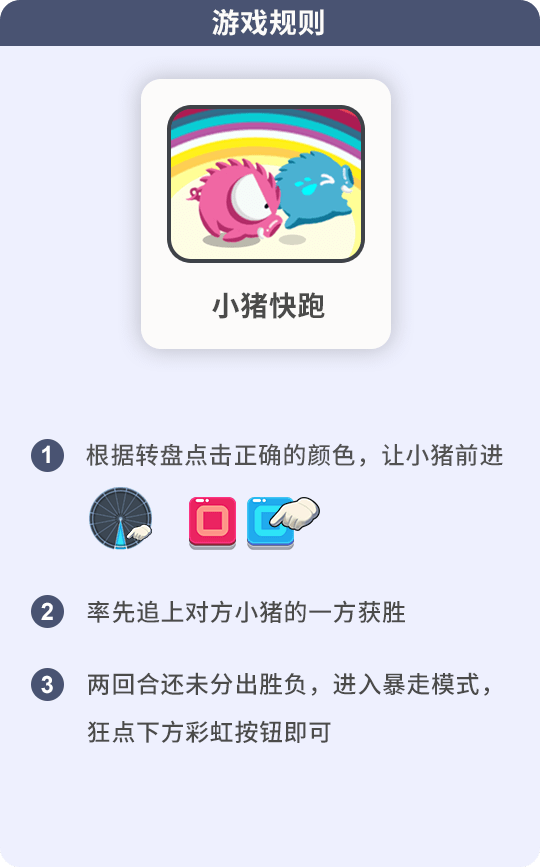 游戏规则
小猪快跑
1 根据转盘点击正确的颜色，让小猪前进
2 率先追上对方小猪的一方获胜
3 两回合还未分出胜负，进入暴走模式，
狂点下方彩虹按钮即可